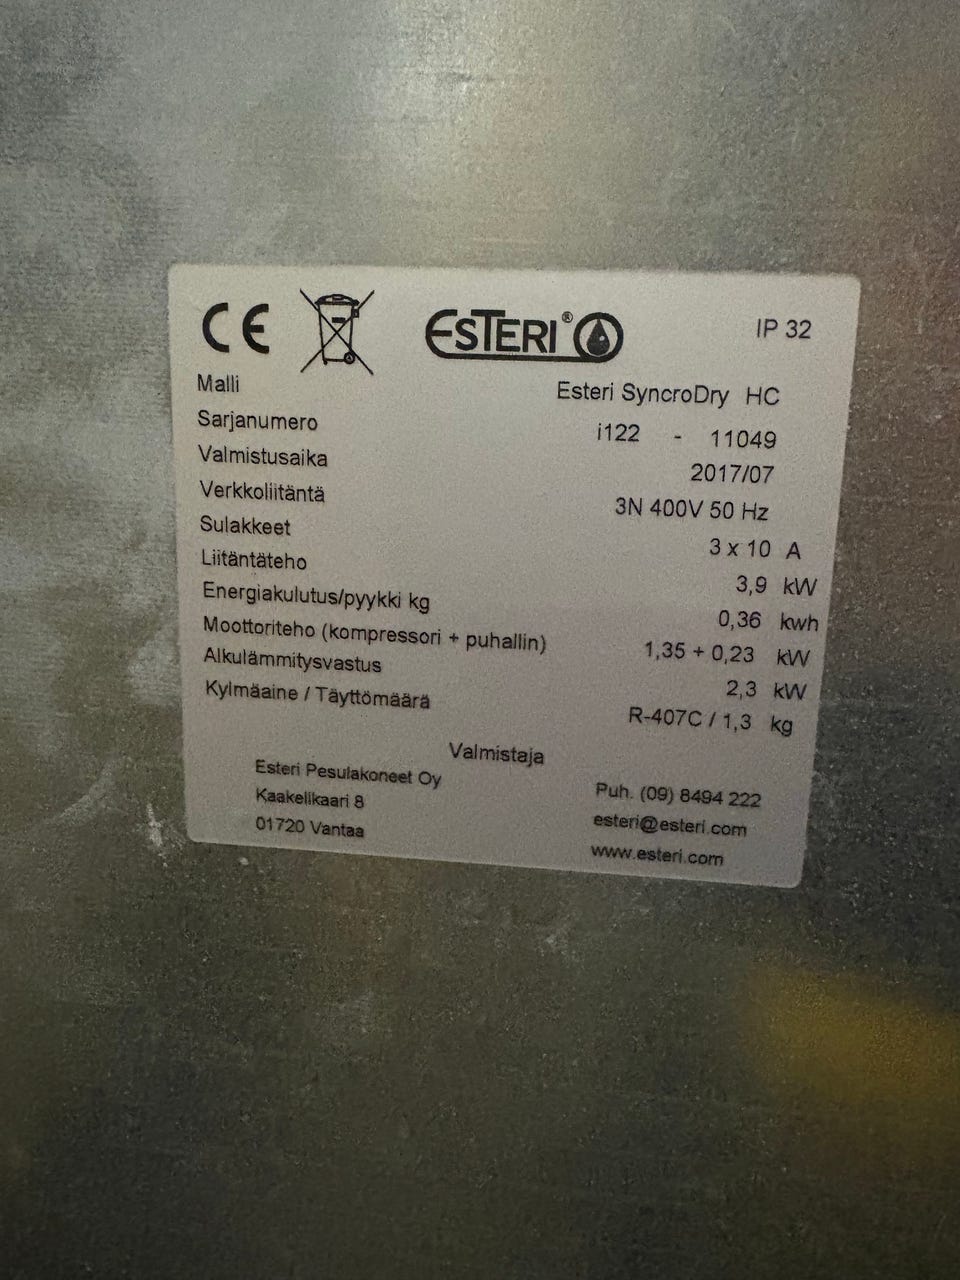 CE ESTERI® IP 32
Malli Esteri SyncroDry HC
Sarjanumero i122 - 11049
Valmistusaika 2017/07
Verkkoliitäntä 3N 400V 50 Hz
Sulakkeet 3 x 10 A
Liitäntäteho 3,9 kW
Energiakulutus/pyykki kg 0,36 kwh
Moottoriteho (kompressori + puhallin) 1,35 + 0,23 kW
Alkulämmitysvastus 2,3 kW
Kylmäaine / Täyttömäärä R-407C / 1,3 kg
Valmistaja
Esteri Pesulakoneet Oy Puh. (09) 8494 222
Kaakelikaari 8 esteri@esteri.com
01720 Vantaa www.esteri.com